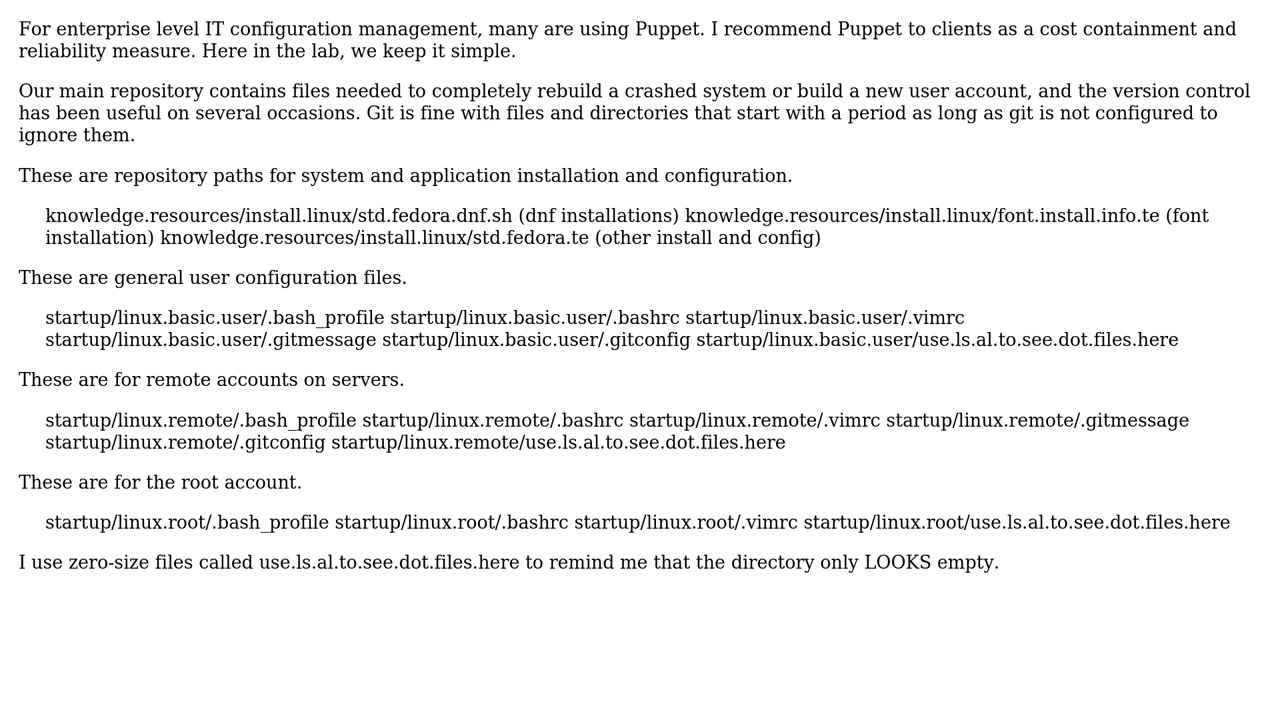 For enterprise level IT configuration management, many are using Puppet. I recommend Puppet to clients as a cost containment and
reliability measure. Here in the lab, we keep it simple.
Our main repository contains files needed to completely rebuild a crashed system or build a new user account, and the version control
has been useful on several occasions. Git is fine with files and directories that start with a period as long as git is not configured to
ignore them.
These are repository paths for system and application installation and configuration.
knowledge.resources/install.linux/std.fedora.dnf.sh (dnf installations) knowledge.resources/install.linux/font.install.info.te (font
installation) knowledge.resources/install.linux/std.fedora.te (other install and config)
These are general user configuration files.
startup/linux.basic.user/.bash_profile startup/linux.basic.user/.bashrc startup/linux.basic.user/.vimrc
startup/linux.basic.user/.gitmessage startup/linux.basic.user/.gitconfig startup/linux.basic.user/use.ls.al.to.see.dot.files.here
These are for remote accounts on servers.
startup/linux.remote/.bash_profile startup/linux.remote/.bashrc startup/linux.remote/.vimrc startup/linux.remote/.gitmessage
startup/linux.remote/.gitconfig startup/linux.remote/use.ls.al.to.see.dot.files.here
These are for the root account.
startup/linux.root/.bash_profile startup/linux.root/.bashrc startup/linux.root/.vimrc startup/linux.root/use.ls.al.to.see.dot.files.here
I use zero-size files called use.ls.al.to.see.dot.files.here to remind me that the directory only LOOKS empty.